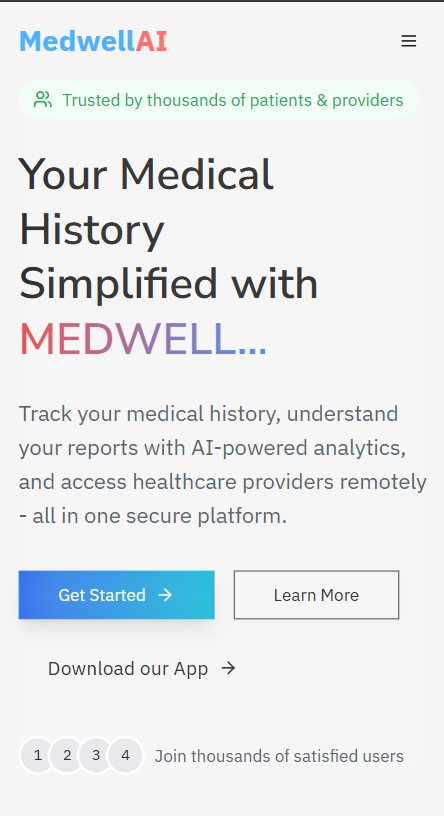 MedwellAI
Trusted by thousands of patients & providers
Your Medical
History
Simplified with
MEDWELL...
Track your medical history, understand
your reports with AI-powered analytics,
and access healthcare providers remotely
- all in one secure platform.
Get Started → Learn More
Download our App →
1 2 3 4 Join thousands of satisfied users